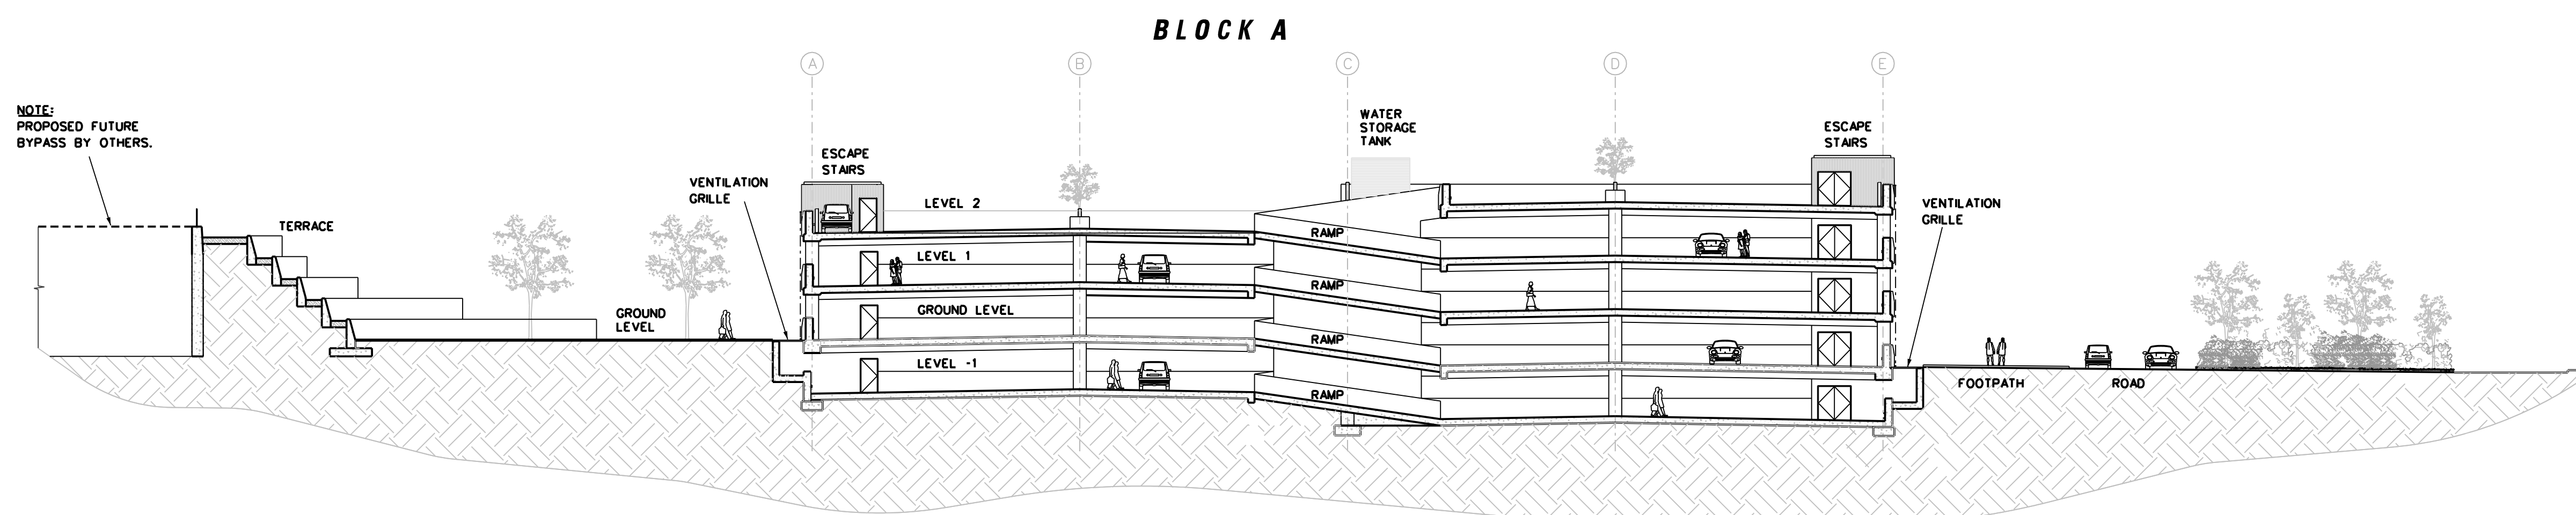 BLOCK A
A
B
C
D
E
NOTE:
PROPOSED FUTURE
BYPASS BY OTHERS.
TERRACE
GROUND
LEVEL
VENTILATION
GRILLE
ESCAPE
STAIRS
LEVEL 2
LEVEL 1
GROUND LEVEL
LEVEL -1
WATER
STORAGE
TANK
RAMP
RAMP
RAMP
RAMP
ESCAPE
STAIRS
VENTILATION
GRILLE
FOOTPATH
ROAD